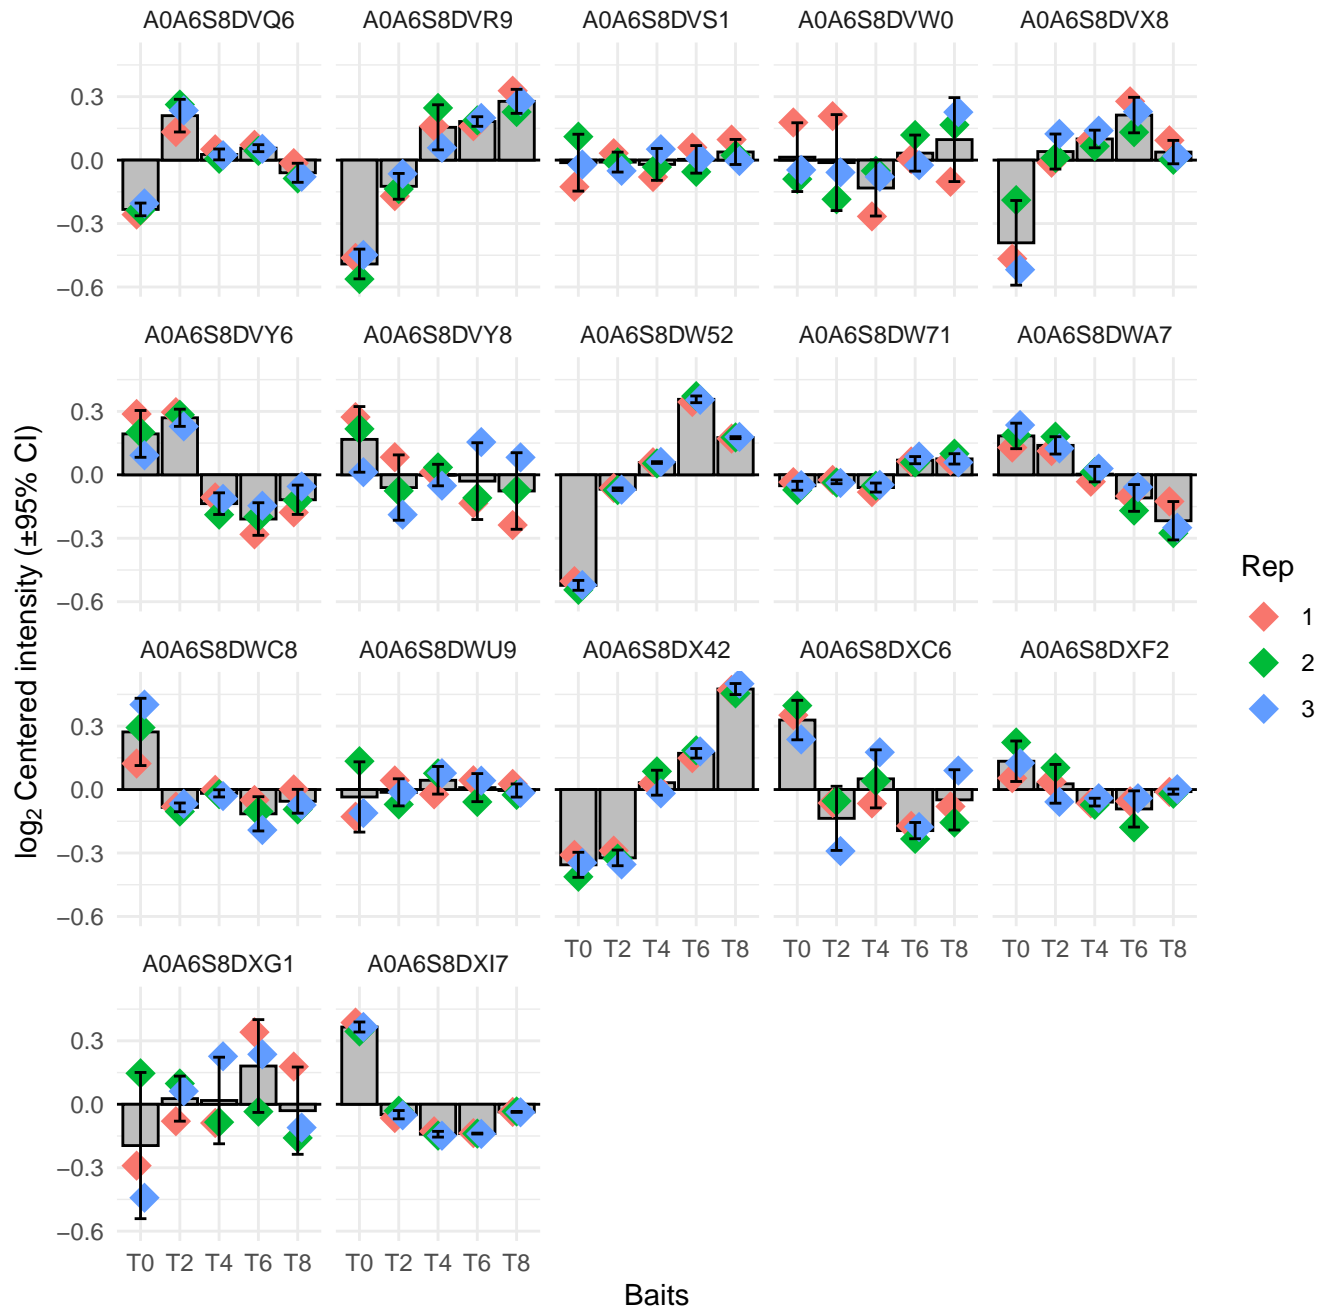 A0A6S8DVQ6 A0A6S8DVR9 A0A6S8DVS1 A0A6S8DVW0 A0A6S8DVX8
0.3
0.0
−0.3
−0.6
A0A6S8DVY6 A0A6S8DVY8 A0A6S8DW52 A0A6S8DW71 A0A6S8DWA7
0.3
0.0
−0.3
−0.6
A0A6S8DWC8 A0A6S8DWU9 A0A6S8DX42 A0A6S8DXC6 A0A6S8DXF2
0.3
0.0
−0.3
−0.6
T0 T2 T4 T6 T8 T0 T2 T4 T6 T8 T0 T2 T4 T6 T8
A0A6S8DXG1 A0A6S8DXI7
0.3
0.0
−0.3
−0.6
T0 T2 T4 T6 T8 T0 T2 T4 T6 T8
Baits
log₂ Centered intensity (±95% CI)
Rep
1
2
3